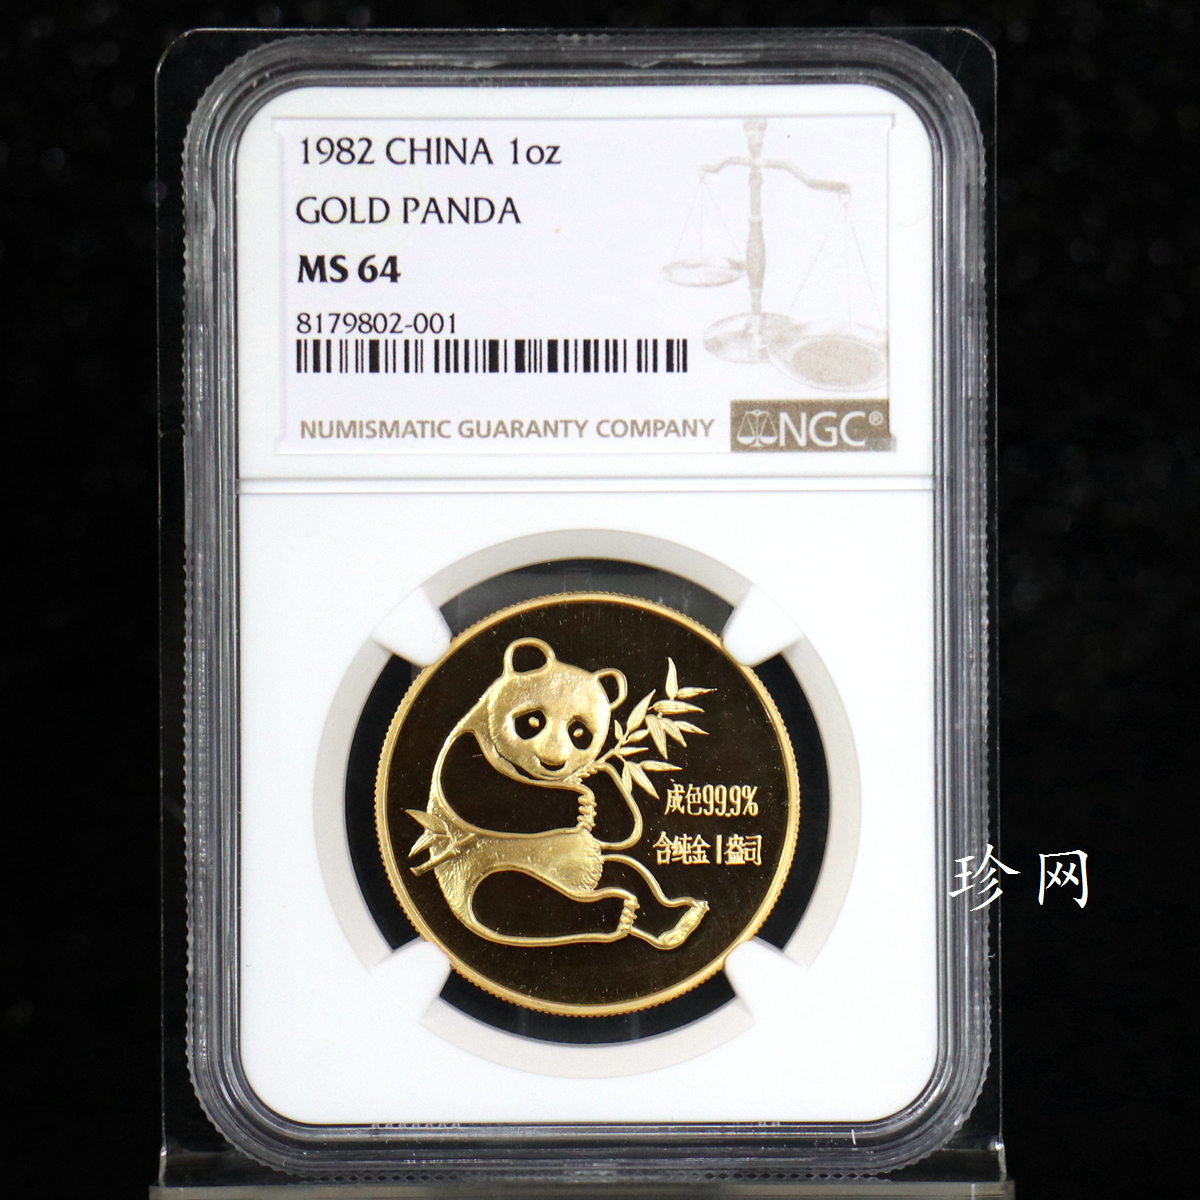 1982 CHINA 1oz
GOLD PANDA
MS 64
8179802-001
NUMISMATIC GUARANTY COMPANY
NGC®
成色99.9%
含纯金1盎司
珍网